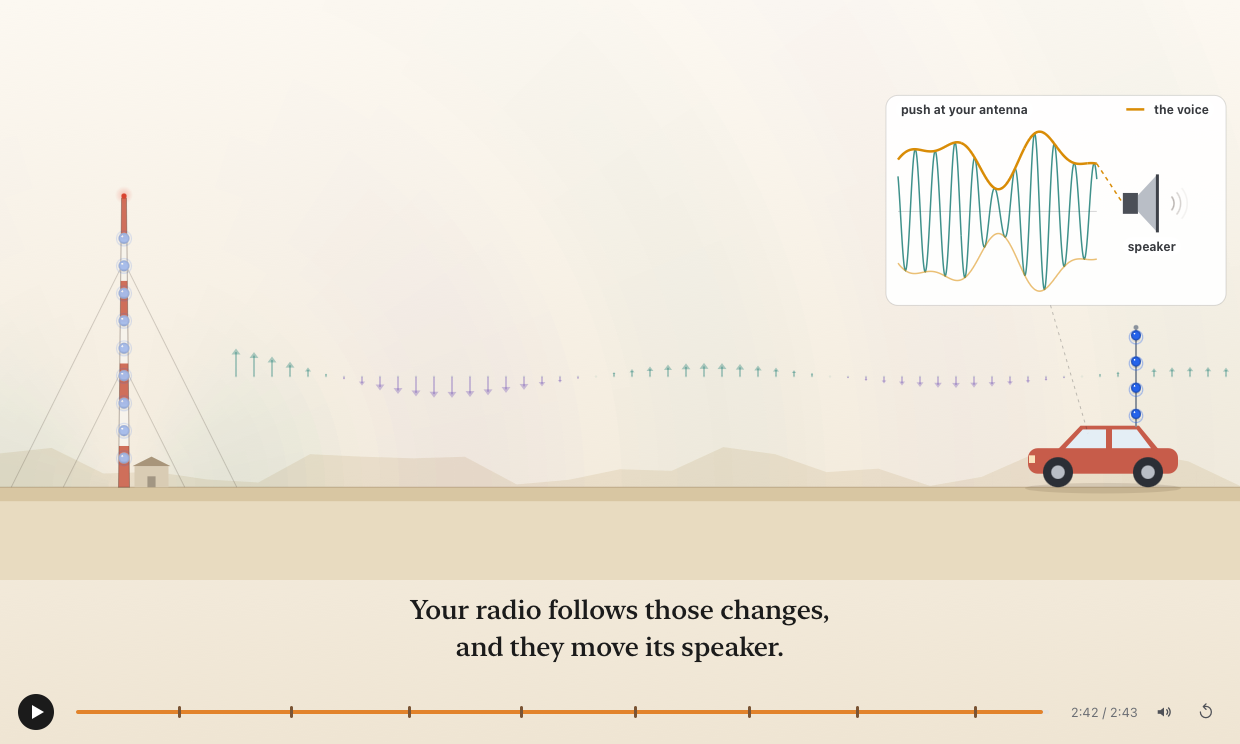 push at your antenna
the voice
speaker
Your radio follows those changes,
and they move its speaker.
2:42 / 2:43